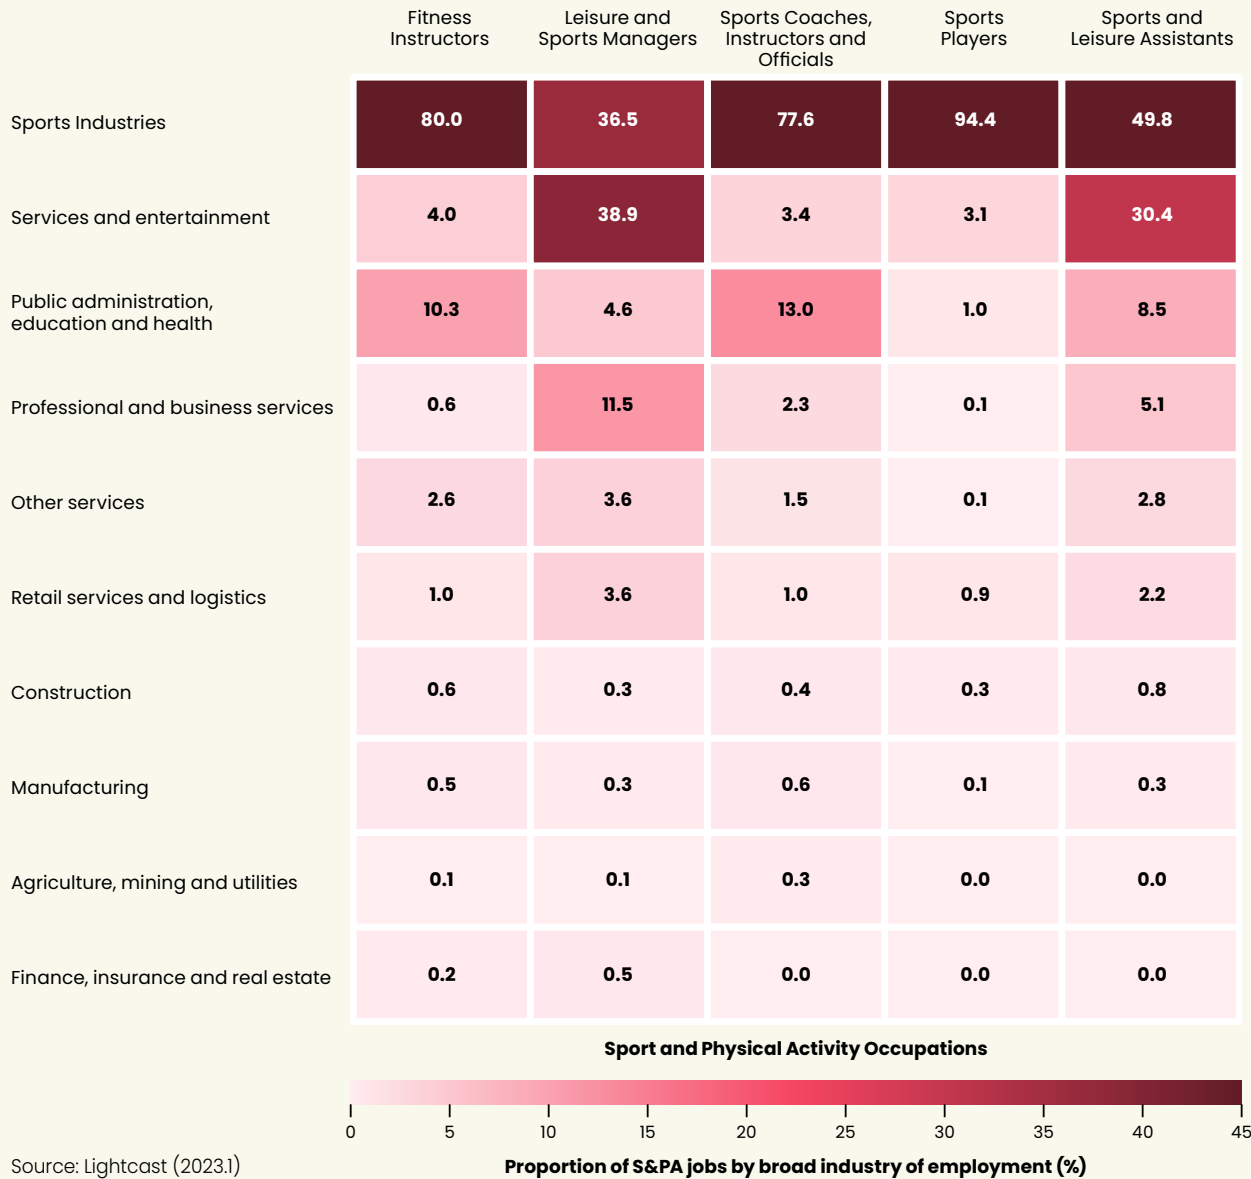 Fitness
Instructors
Leisure and
Sports Managers
Sports Coaches,
Instructors and
Officials
Sports
Players
Sports and
Leisure Assistants
Sports Industries
80.0 36.5 77.6 94.4 49.8
Services and entertainment
4.0 38.9 3.4 3.1 30.4
Public administration,
education and health
10.3 4.6 13.0 1.0 8.5
Professional and business services
0.6 11.5 2.3 0.1 5.1
Other services
2.6 3.6 1.5 0.1 2.8
Retail services and logistics
1.0 3.6 1.0 0.9 2.2
Construction
0.6 0.3 0.4 0.3 0.8
Manufacturing
0.5 0.3 0.6 0.1 0.3
Agriculture, mining and utilities
0.1 0.1 0.3 0.0 0.0
Finance, insurance and real estate
0.2 0.5 0.0 0.0 0.0
Sport and Physical Activity Occupations
0 5 10 15 20 25 30 35 40 45
Source: Lightcast (2023.1)
Proportion of S&PA jobs by broad industry of employment (%)